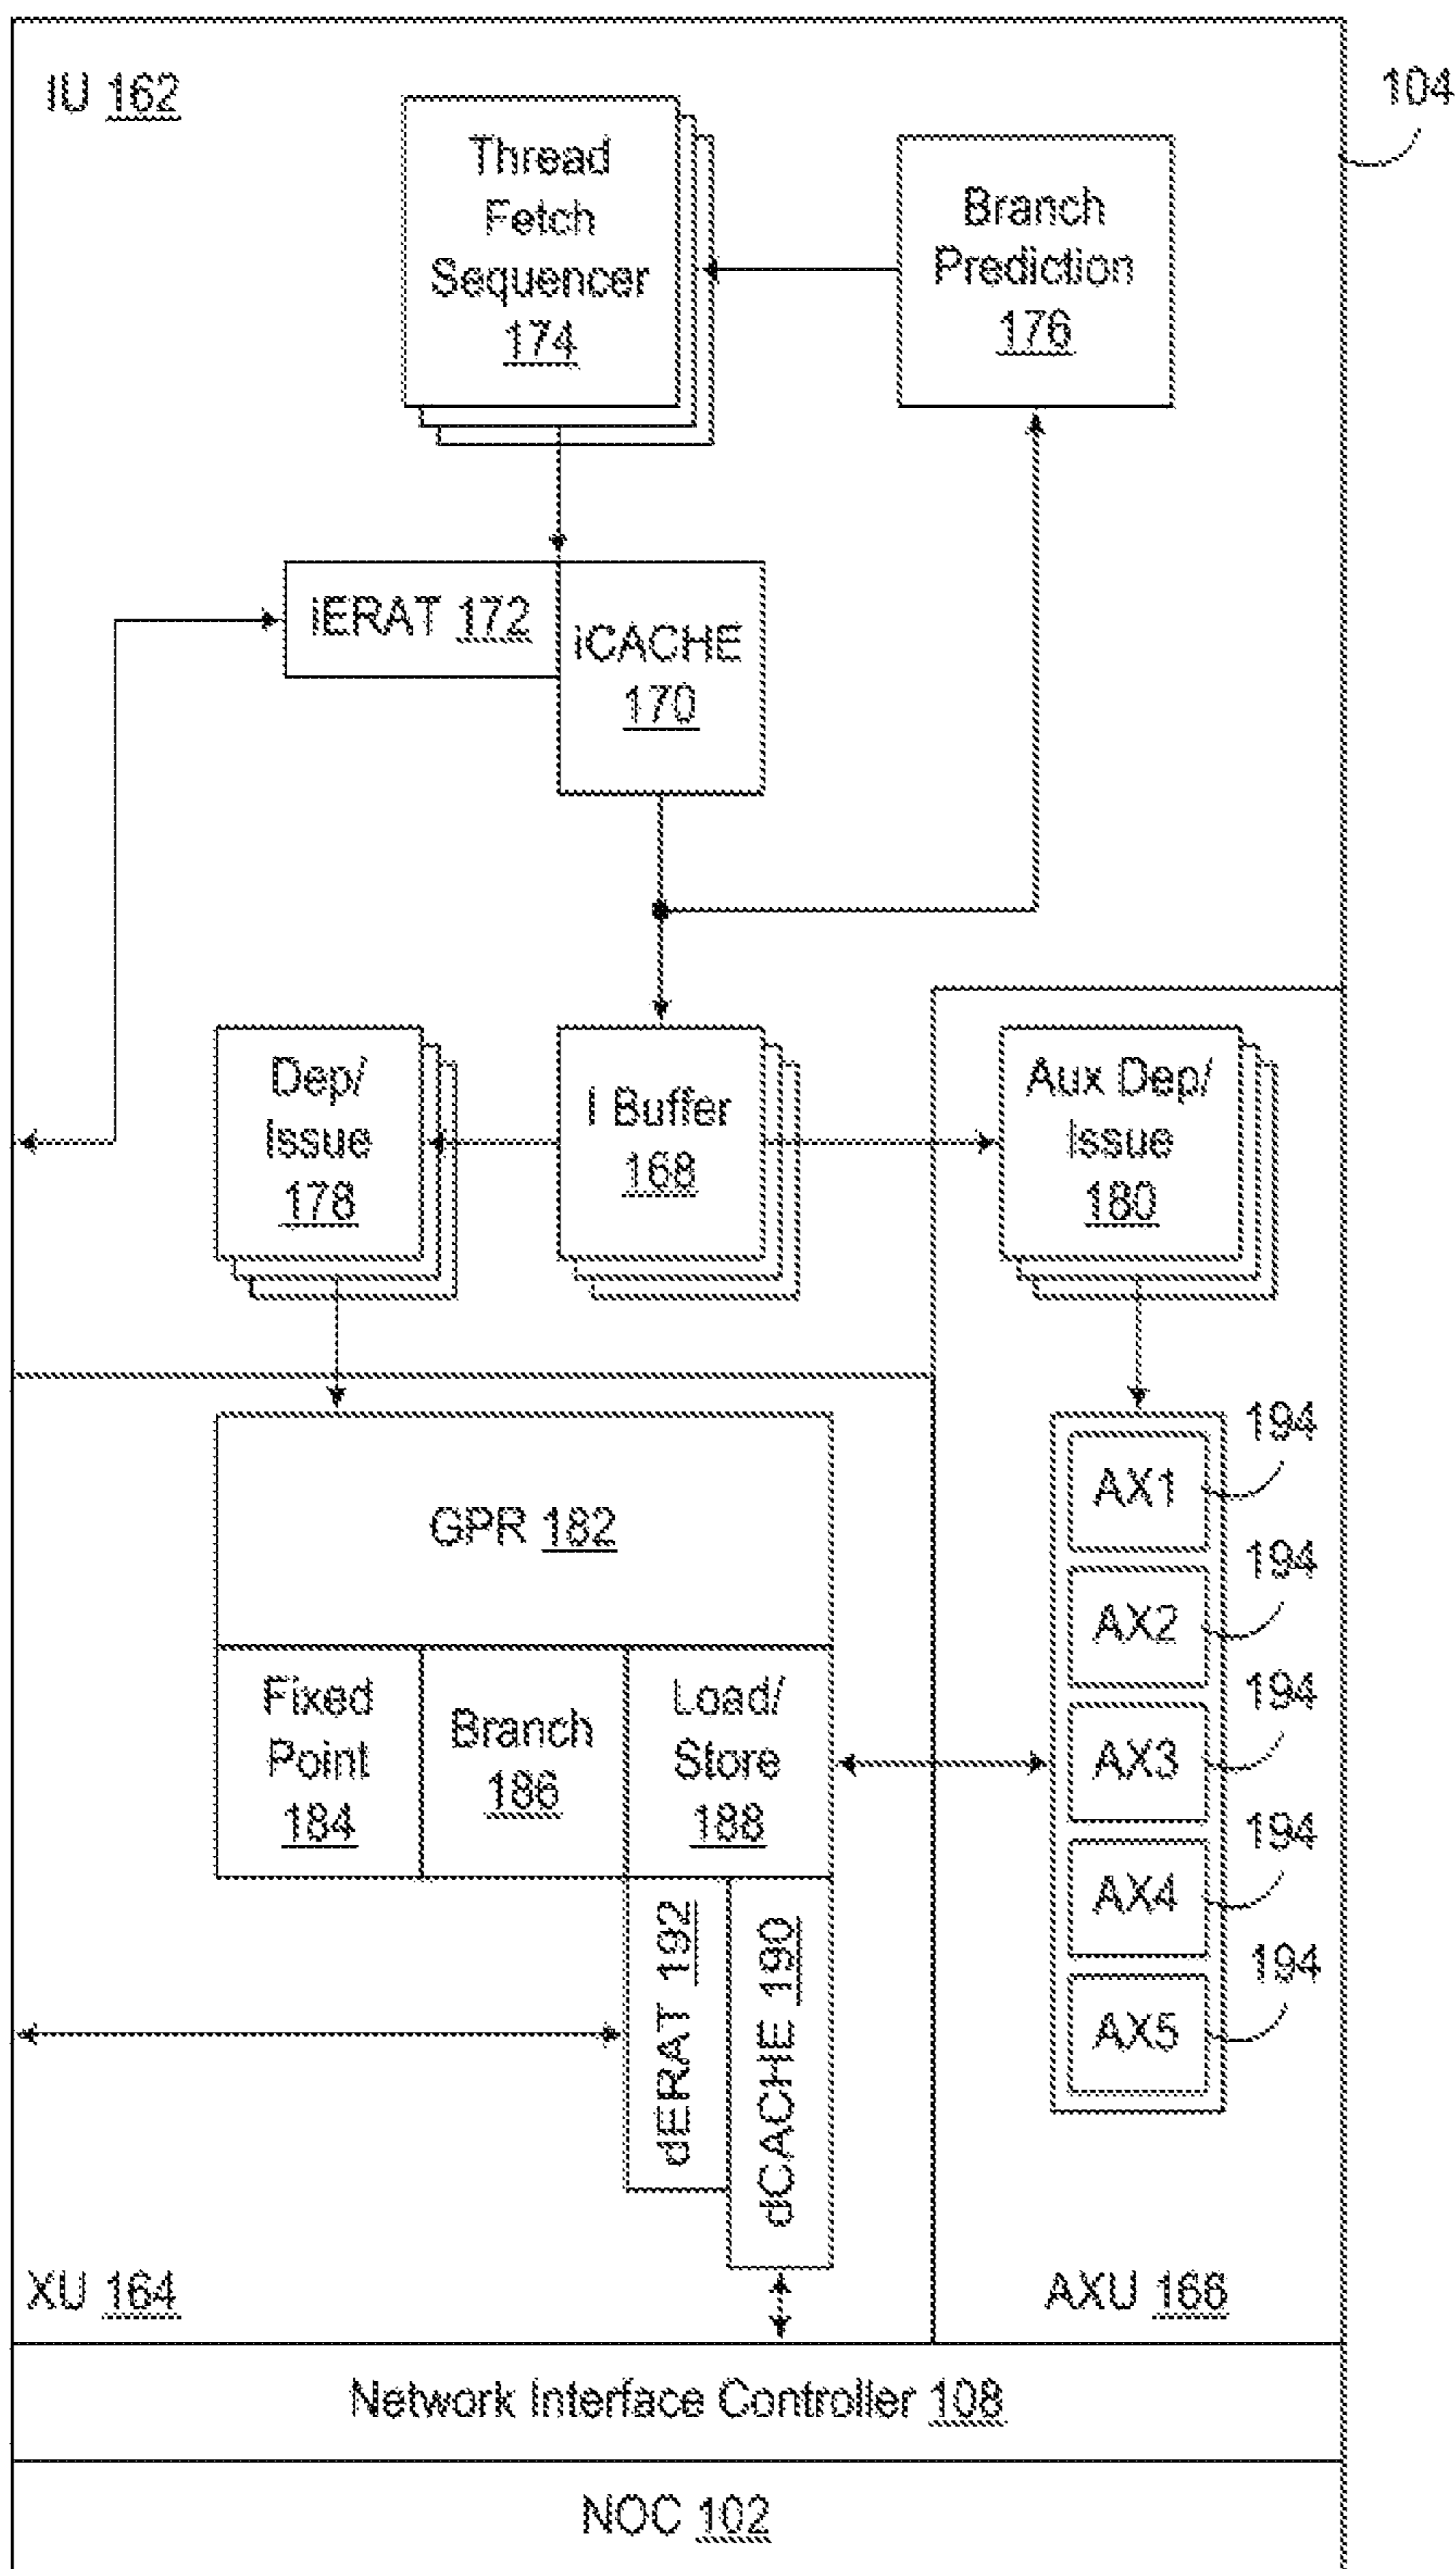 IU 162
104
Thread
Fetch
Sequencer
174
Branch
Prediction
176
iERAT 172
iCACHE
170
Dep/
Issue
178
I Buffer
168
Aux Dep/
Issue
180
GPR 182
Fixed
Point
184
Branch
186
Load/
Store
188
dERAT 192
dCACHE 190
AX1
194
AX2
194
AX3
194
AX4
194
AX5
194
XU 164
AXU 166
Network Interface Controller 108
NOC 102